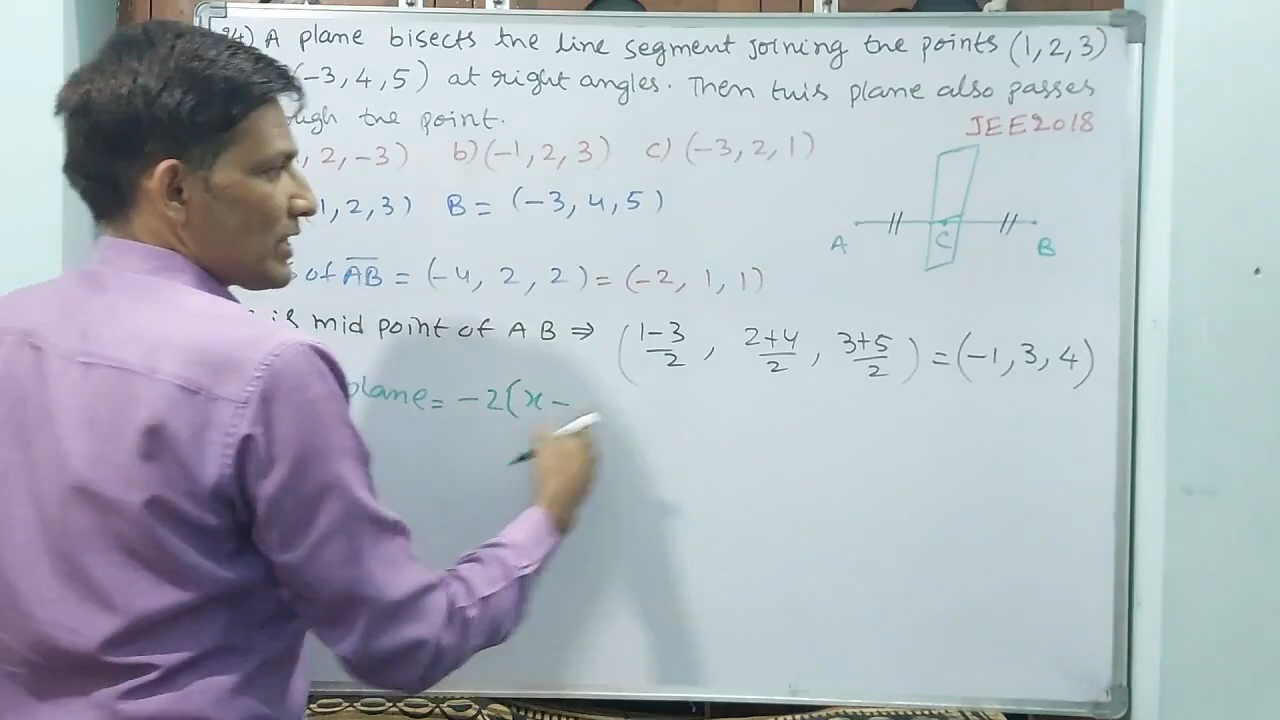 24) A plane bisects the line segment joining the points (1, 2, 3)
(-3, 4, 5) at right angles. Then this plane also passes
ough the point.
JEE2018
, 2, -3) b) (-1, 2, 3) c) (-3, 2, 1)
1, 2, 3) B = (-3, 4, 5)
A C B
of AB = (-4, 2, 2) = (-2, 1, 1)
is mid point of A B ⇒ (1-3/2, 2+4/2, 3+5/2) = (-1, 3, 4)
plane = -2(x -